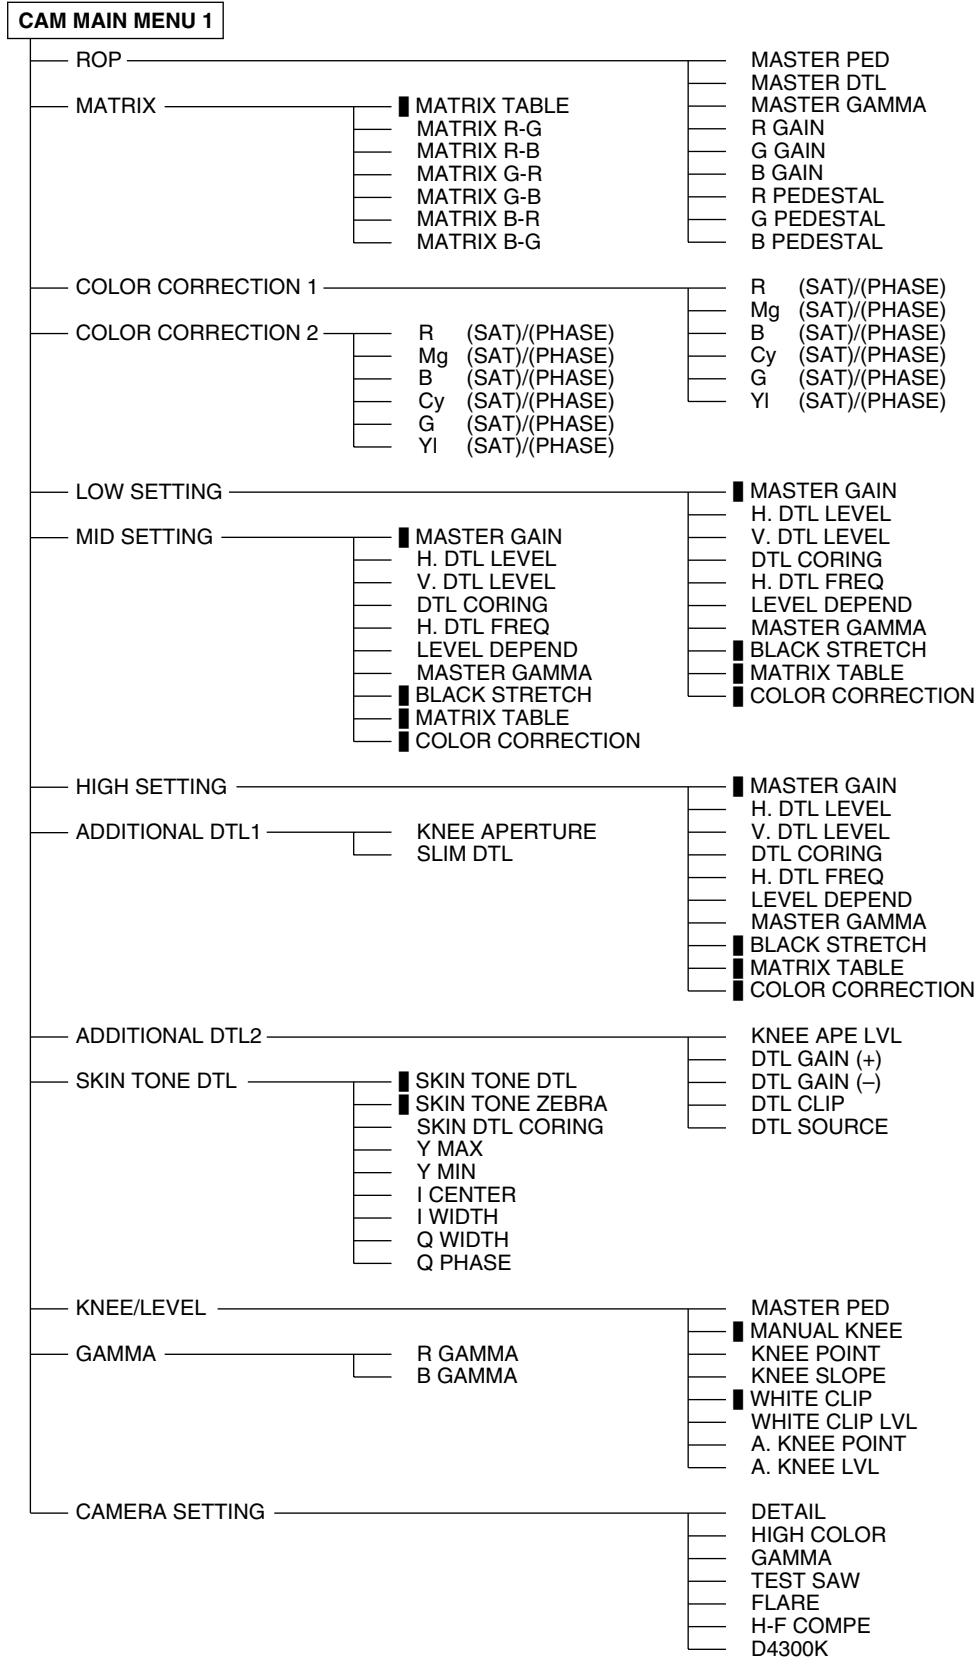 CAM MAIN MENU 1
ROP
MASTER PED
MASTER DTL
MASTER GAMMA
R GAIN
G GAIN
B GAIN
R PEDESTAL
G PEDESTAL
B PEDESTAL
MATRIX
MATRIX TABLE
MATRIX R-G
MATRIX R-B
MATRIX G-R
MATRIX G-B
MATRIX B-R
MATRIX B-G
COLOR CORRECTION 1
R (SAT)/(PHASE)
Mg (SAT)/(PHASE)
B (SAT)/(PHASE)
Cy (SAT)/(PHASE)
G (SAT)/(PHASE)
Yl (SAT)/(PHASE)
COLOR CORRECTION 2
R (SAT)/(PHASE)
Mg (SAT)/(PHASE)
B (SAT)/(PHASE)
Cy (SAT)/(PHASE)
G (SAT)/(PHASE)
Yl (SAT)/(PHASE)
LOW SETTING
MASTER GAIN
H. DTL LEVEL
V. DTL LEVEL
DTL CORING
H. DTL FREQ
LEVEL DEPEND
MASTER GAMMA
BLACK STRETCH
MATRIX TABLE
COLOR CORRECTION
MID SETTING
MASTER GAIN
H. DTL LEVEL
V. DTL LEVEL
DTL CORING
H. DTL FREQ
LEVEL DEPEND
MASTER GAMMA
BLACK STRETCH
MATRIX TABLE
COLOR CORRECTION
HIGH SETTING
MASTER GAIN
H. DTL LEVEL
V. DTL LEVEL
DTL CORING
H. DTL FREQ
LEVEL DEPEND
MASTER GAMMA
BLACK STRETCH
MATRIX TABLE
COLOR CORRECTION
ADDITIONAL DTL1
KNEE APERTURE
SLIM DTL
ADDITIONAL DTL2
KNEE APE LVL
DTL GAIN (+)
DTL GAIN (–)
DTL CLIP
DTL SOURCE
SKIN TONE DTL
SKIN TONE DTL
SKIN TONE ZEBRA
SKIN DTL CORING
Y MAX
Y MIN
I CENTER
I WIDTH
Q WIDTH
Q PHASE
KNEE/LEVEL
MASTER PED
MANUAL KNEE
KNEE POINT
KNEE SLOPE
WHITE CLIP
WHITE CLIP LVL
A. KNEE POINT
A. KNEE LVL
GAMMA
R GAMMA
B GAMMA
CAMERA SETTING
DETAIL
HIGH COLOR
GAMMA
TEST SAW
FLARE
H-F COMPE
D4300K